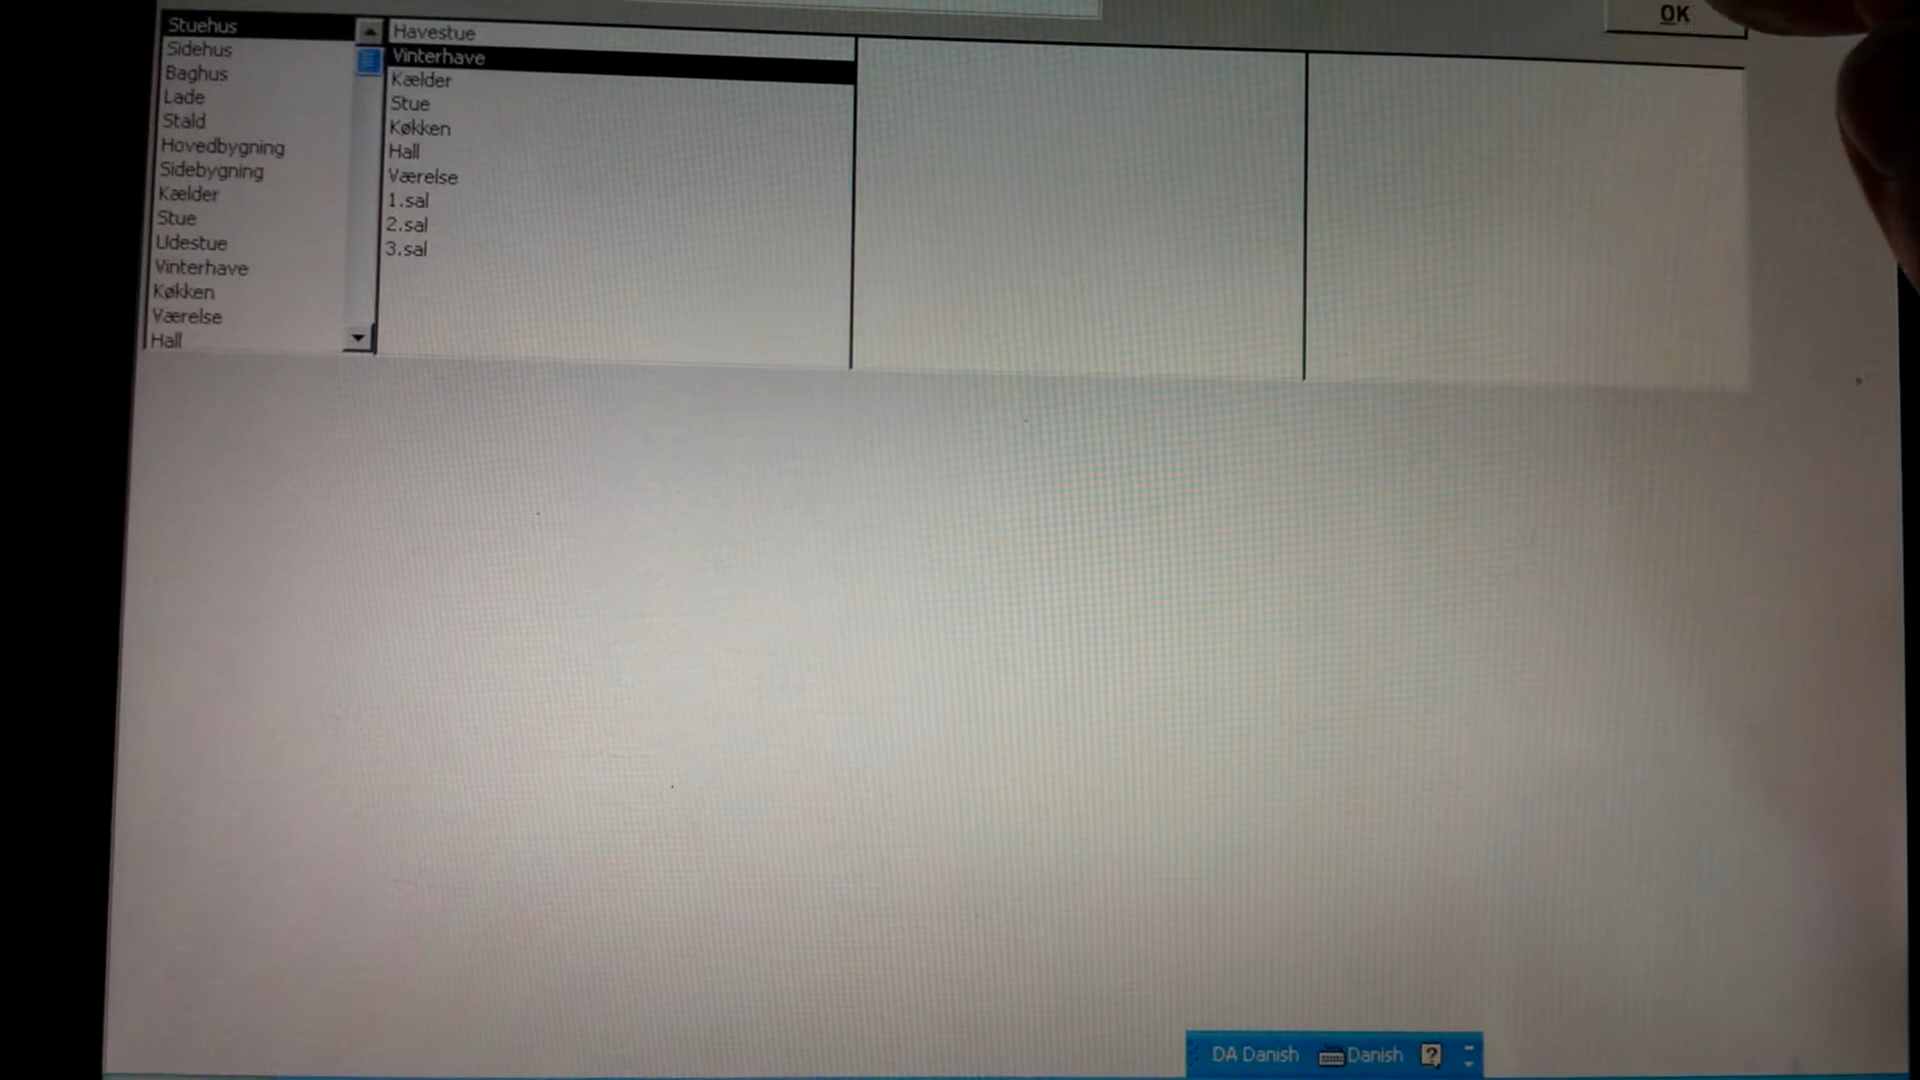 OK
Stuehus
Sidehus
Baghus
Lade
Stald
Hovedbygning
Sidebygning
Kælder
Stue
Udestue
Vinterhave
Køkken
Værelse
Hall
Havestue
Vinterhave
Kælder
Stue
Køkken
Hall
Værelse
1.sal
2.sal
3.sal
DA Danish Danish